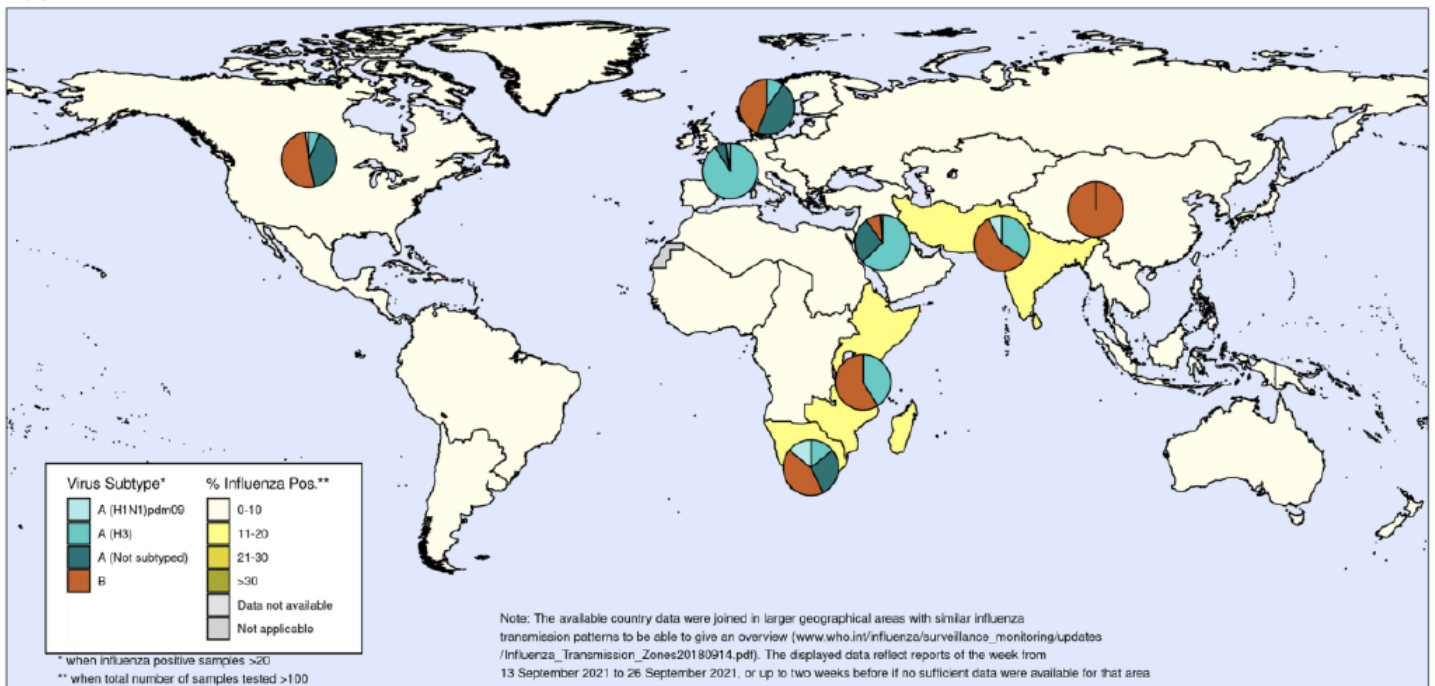 Virus Subtype*
A (H1N1)pdm09
A (H3)
A (Not subtyped)
B
% Influenza Pos.**
0-10
11-20
21-30
>30
Data not available
Not applicable
* when influenza positive samples >20
** when total number of samples tested >100
Note: The available country data were joined in larger geographical areas with similar influenza
transmission patterns to be able to give an overview (www.who.int/influenza/surveillance_monitoring/updates
/Influenza_Transmission_Zones20180914.pdf). The displayed data reflect reports of the week from
13 September 2021 to 26 September 2021, or up to two weeks before if no sufficient data were available for that area